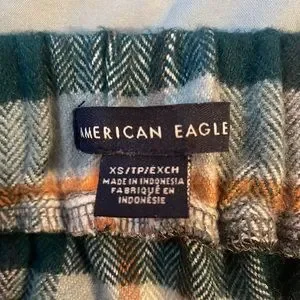 AMERICAN EAGLE
XS/TP/EXCH
MADE IN INDONESIA
FABRIQUÉ EN
INDONÉSIE